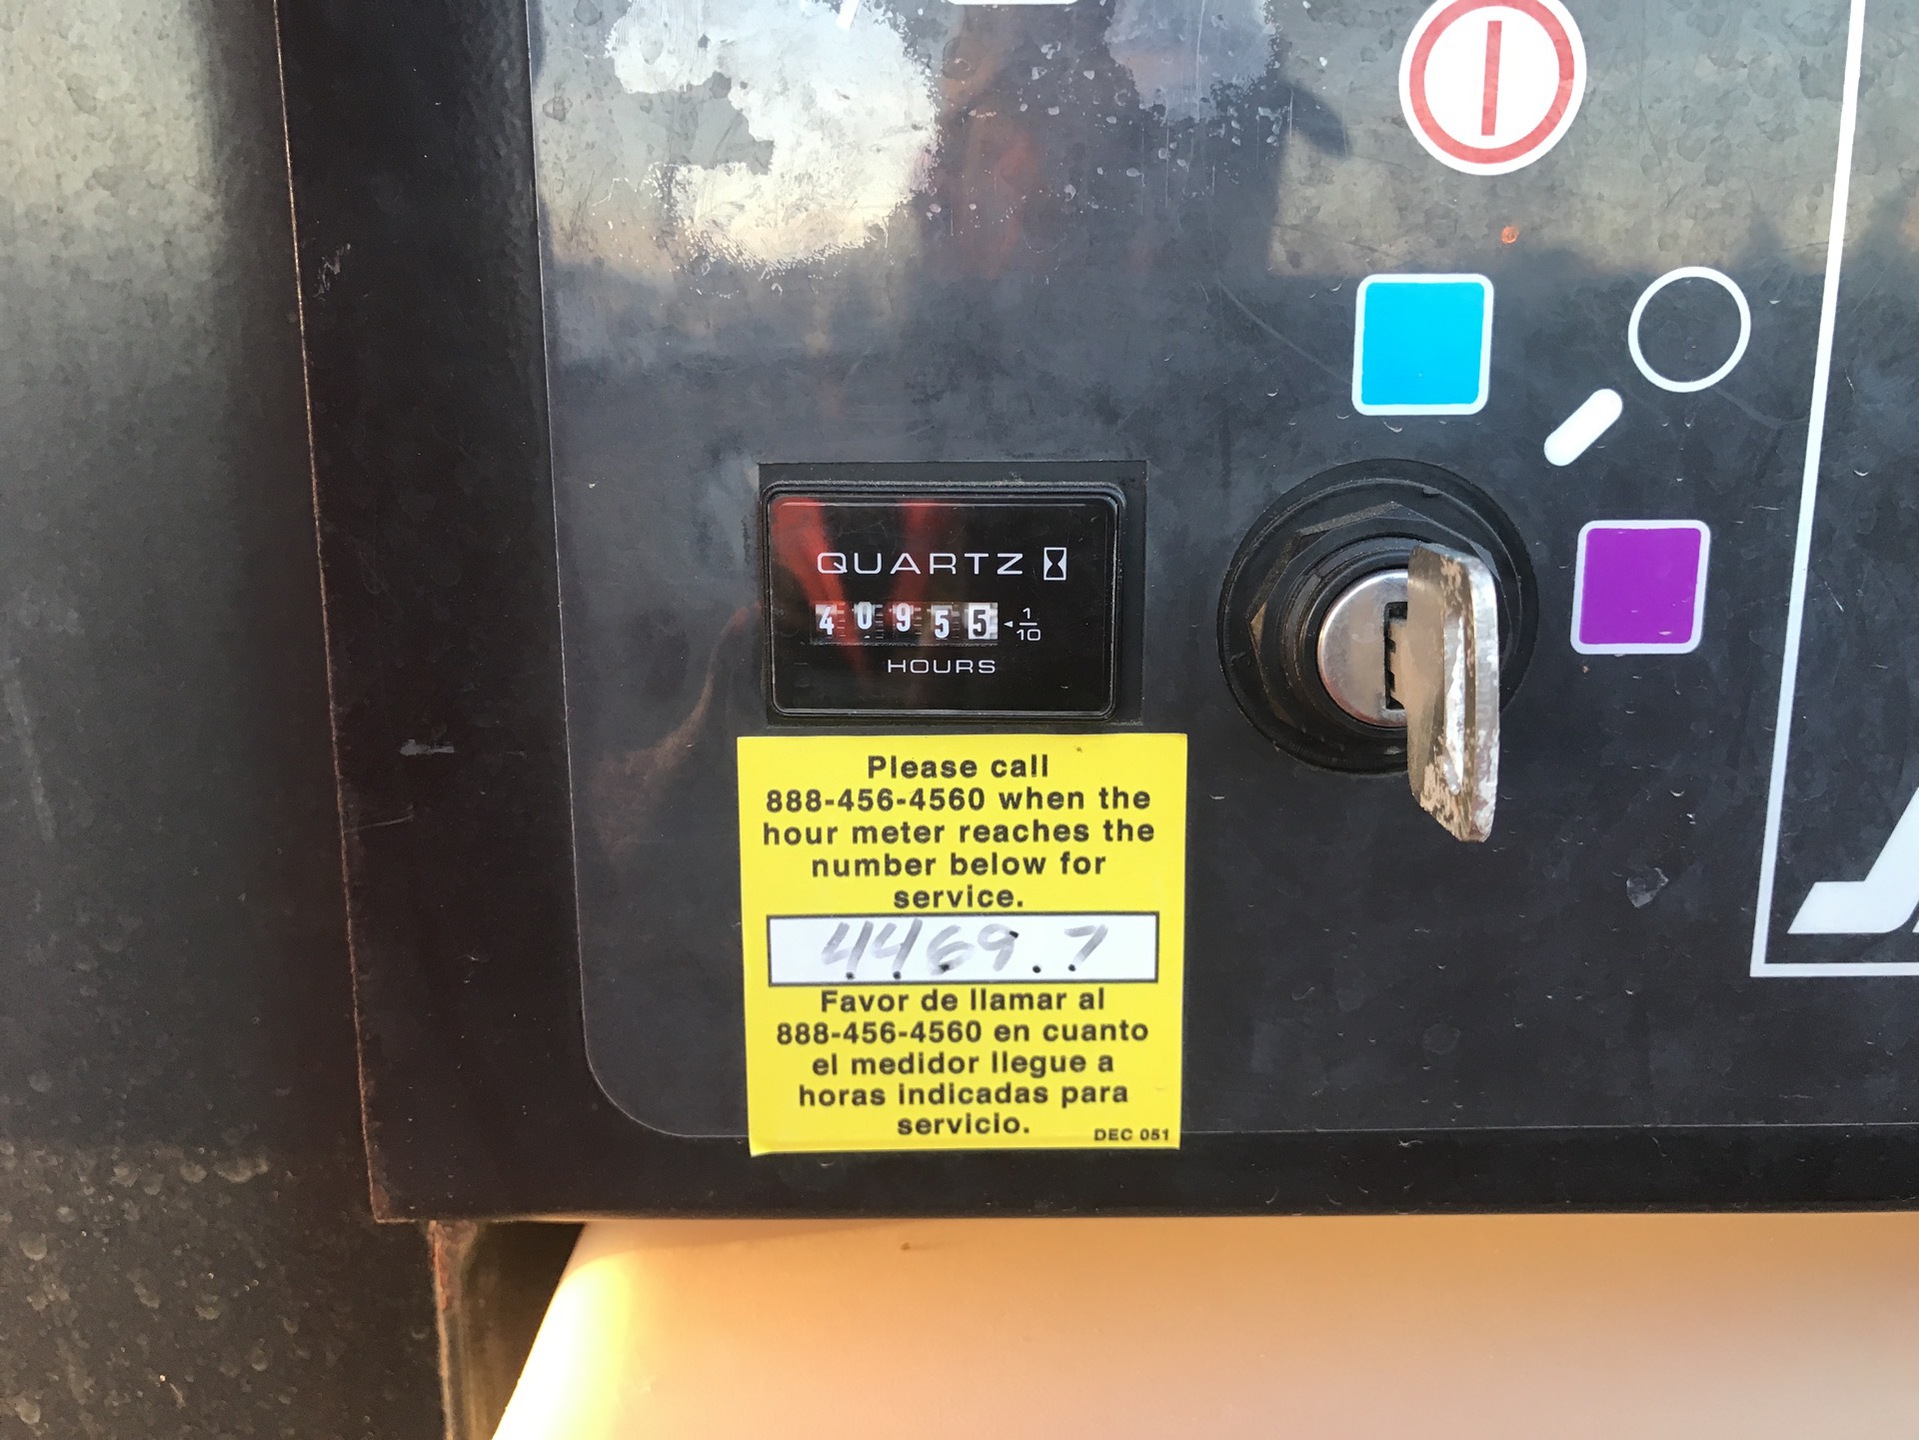 QUARTZ
40955 1/10
HOURS
Please call
888-456-4560 when the
hour meter reaches the
number below for
service.
4469.7
Favor de llamar al
888-456-4560 en cuanto
el medidor llegue a
horas indicadas para
servicio.
DEC 051